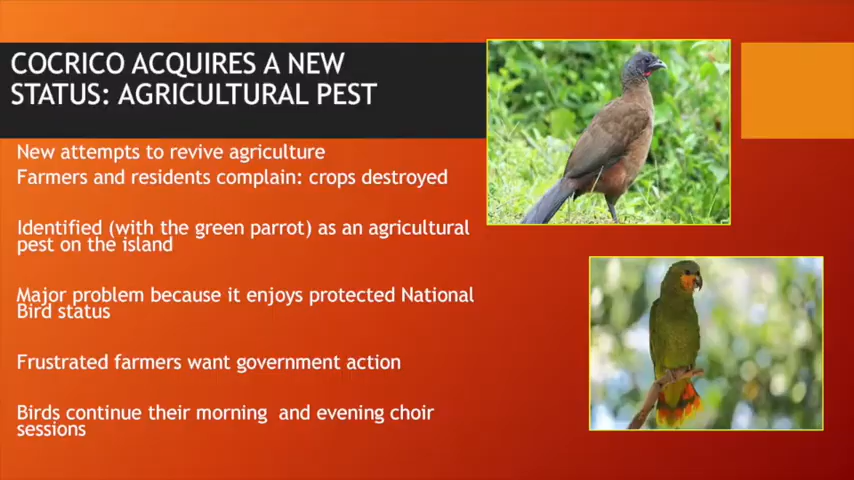 COCRICO ACQUIRES A NEW
STATUS: AGRICULTURAL PEST
New attempts to revive agriculture
Farmers and residents complain: crops destroyed
Identified (with the green parrot) as an agricultural
pest on the island
Major problem because it enjoys protected National
Bird status
Frustrated farmers want government action
Birds continue their morning  and evening choir
sessions